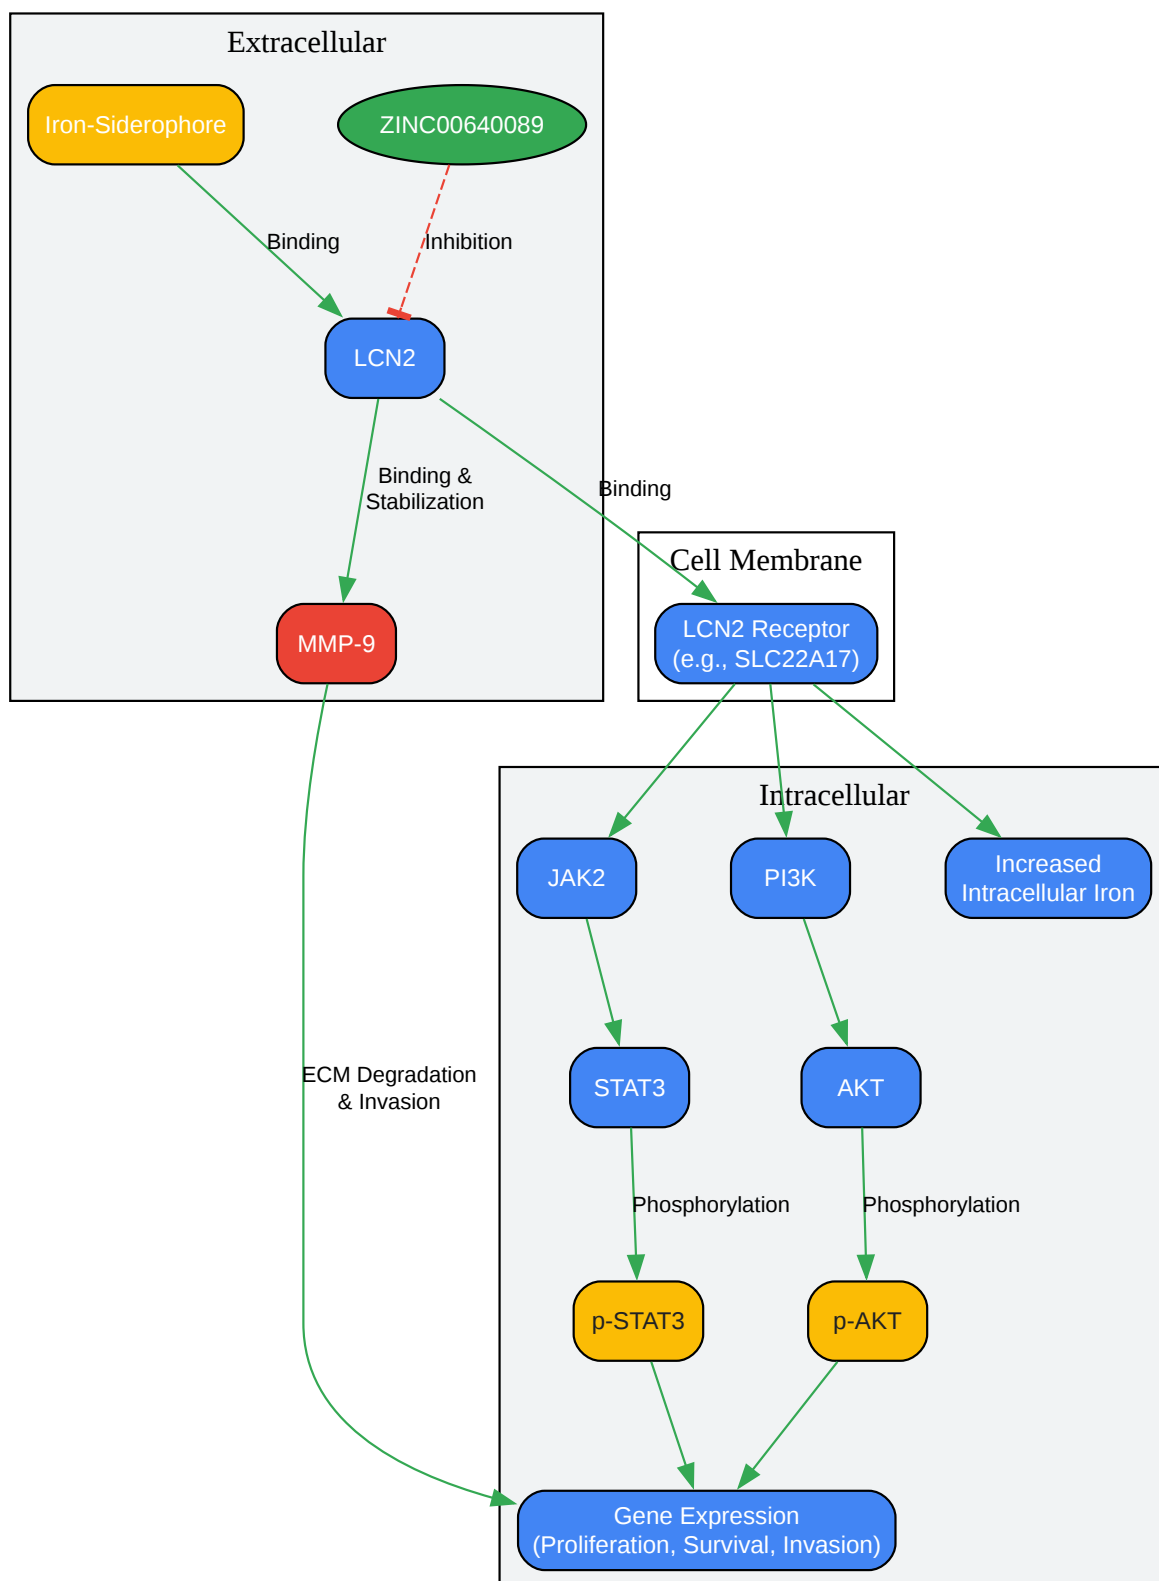 Extracellular
Iron-Siderophore
ZINC00640089
Binding
Inhibition
LCN2
Binding &
Stabilization
Binding
Cell Membrane
MMP-9
LCN2 Receptor
(e.g., SLC22A17)
Intracellular
JAK2
PI3K
Increased
Intracellular Iron
ECM Degradation
& Invasion
STAT3
AKT
Phosphorylation
Phosphorylation
p-STAT3
p-AKT
Gene Expression
(Proliferation, Survival, Invasion)